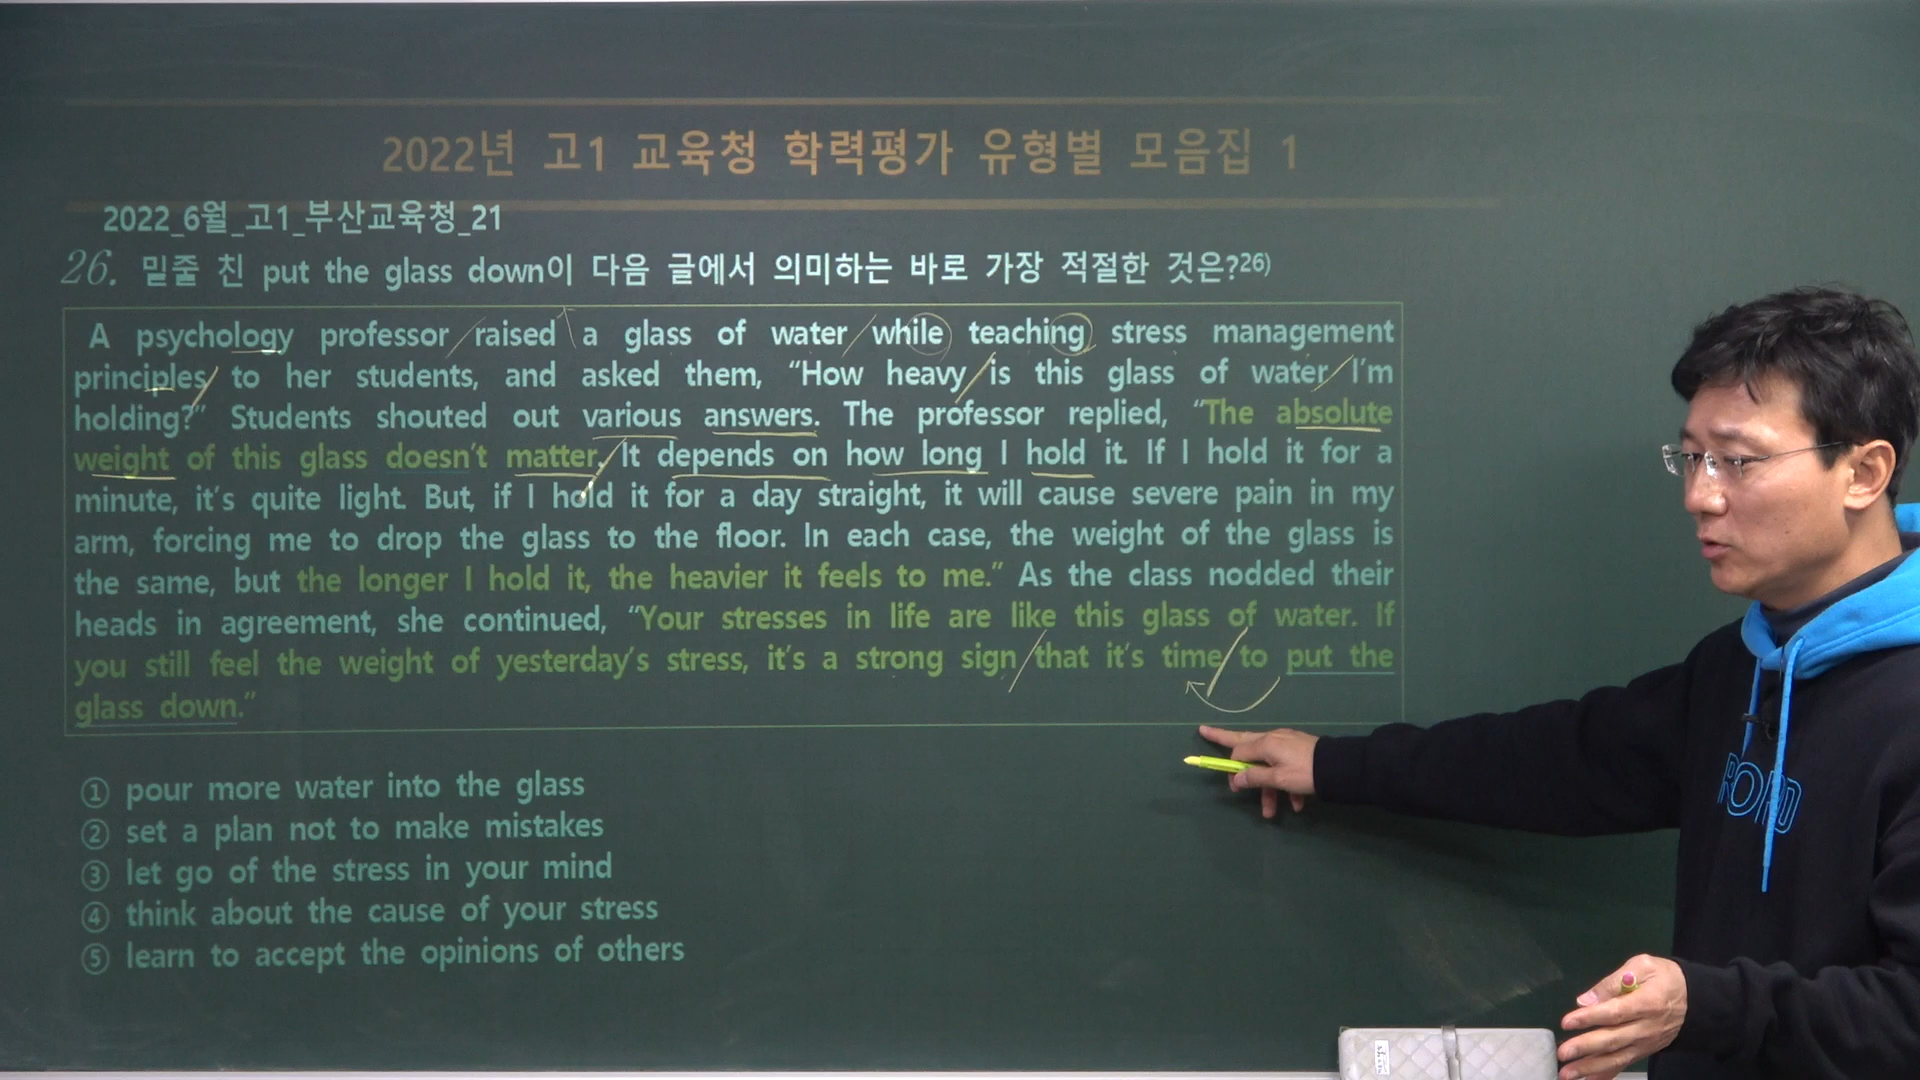 2022년 고1 교육청 학력평가 유형별 모음집 1
2022_6월_고1_부산교육청_21
26. 밑줄 친 put the glass down이 다음 글에서 의미하는 바로 가장 적절한 것은?26)
A psychology professor raised a glass of water while teaching stress management
principles to her students, and asked them, “How heavy is this glass of water I’m
holding?” Students shouted out various answers. The professor replied, “The absolute
weight of this glass doesn’t matter. It depends on how long I hold it. If I hold it for a
minute, it’s quite light. But, if I hold it for a day straight, it will cause severe pain in my
arm, forcing me to drop the glass to the floor. In each case, the weight of the glass is
the same, but the longer I hold it, the heavier it feels to me.” As the class nodded their
heads in agreement, she continued, “Your stresses in life are like this glass of water. If
you still feel the weight of yesterday’s stress, it’s a strong sign that it’s time to put the
glass down.”
① pour more water into the glass
② set a plan not to make mistakes
③ let go of the stress in your mind
④ think about the cause of your stress
⑤ learn to accept the opinions of others